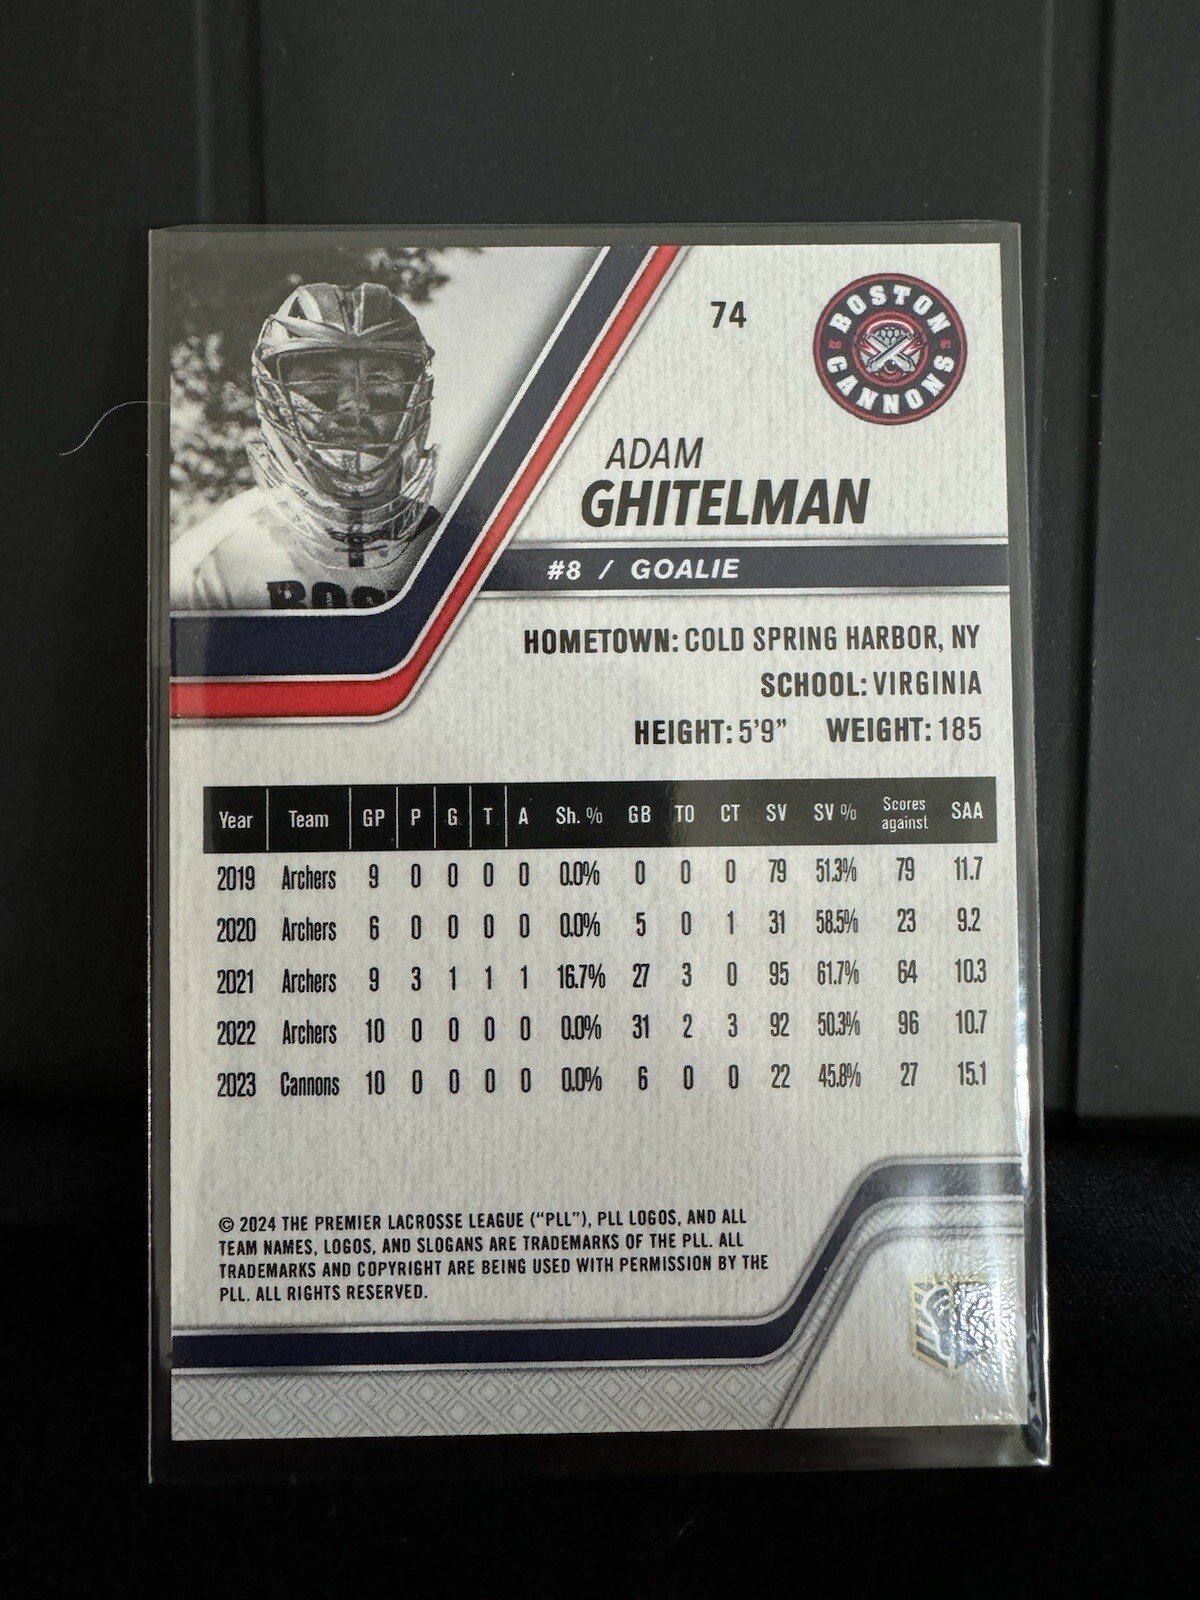 74
BOSTON
CANNONS
ADAM
GHITELMAN
#8 / GOALIE
BOS
HOMETOWN: COLD SPRING HARBOR, NY
SCHOOL: VIRGINIA
HEIGHT: 5'9" WEIGHT: 185
Year Team GP P G T A Sh. % GB TO CT SV SV % Scores against SAA
2019 Archers 9 0 0 0 0 0.0% 0 0 0 79 51.3% 79 11.7
2020 Archers 6 0 0 0 0 0.0% 5 0 1 31 58.5% 23 9.2
2021 Archers 9 3 1 1 1 16.7% 27 3 0 95 61.7% 64 10.3
2022 Archers 10 0 0 0 0 0.0% 31 2 3 92 50.3% 96 10.7
2023 Cannons 10 0 0 0 0 0.0% 6 0 0 22 45.8% 27 15.1
© 2024 THE PREMIER LACROSSE LEAGUE ("PLL"), PLL LOGOS, AND ALL
TEAM NAMES, LOGOS, AND SLOGANS ARE TRADEMARKS OF THE PLL. ALL
TRADEMARKS AND COPYRIGHT ARE BEING USED WITH PERMISSION BY THE
PLL. ALL RIGHTS RESERVED.